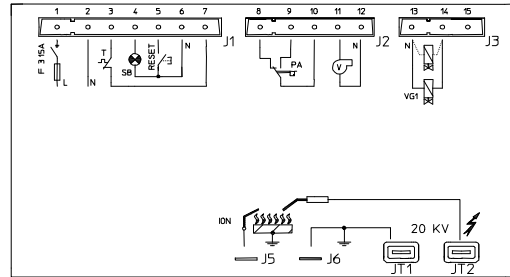 1 2 3 4 5 6 7
J1
8 9 10 11 12
J2
13 14 15
J3
F 3.15A
L
N
T
SB
RESET
N
PA
V
N
N
VG1
ION
J5
J6
20 KV
JT1
JT2